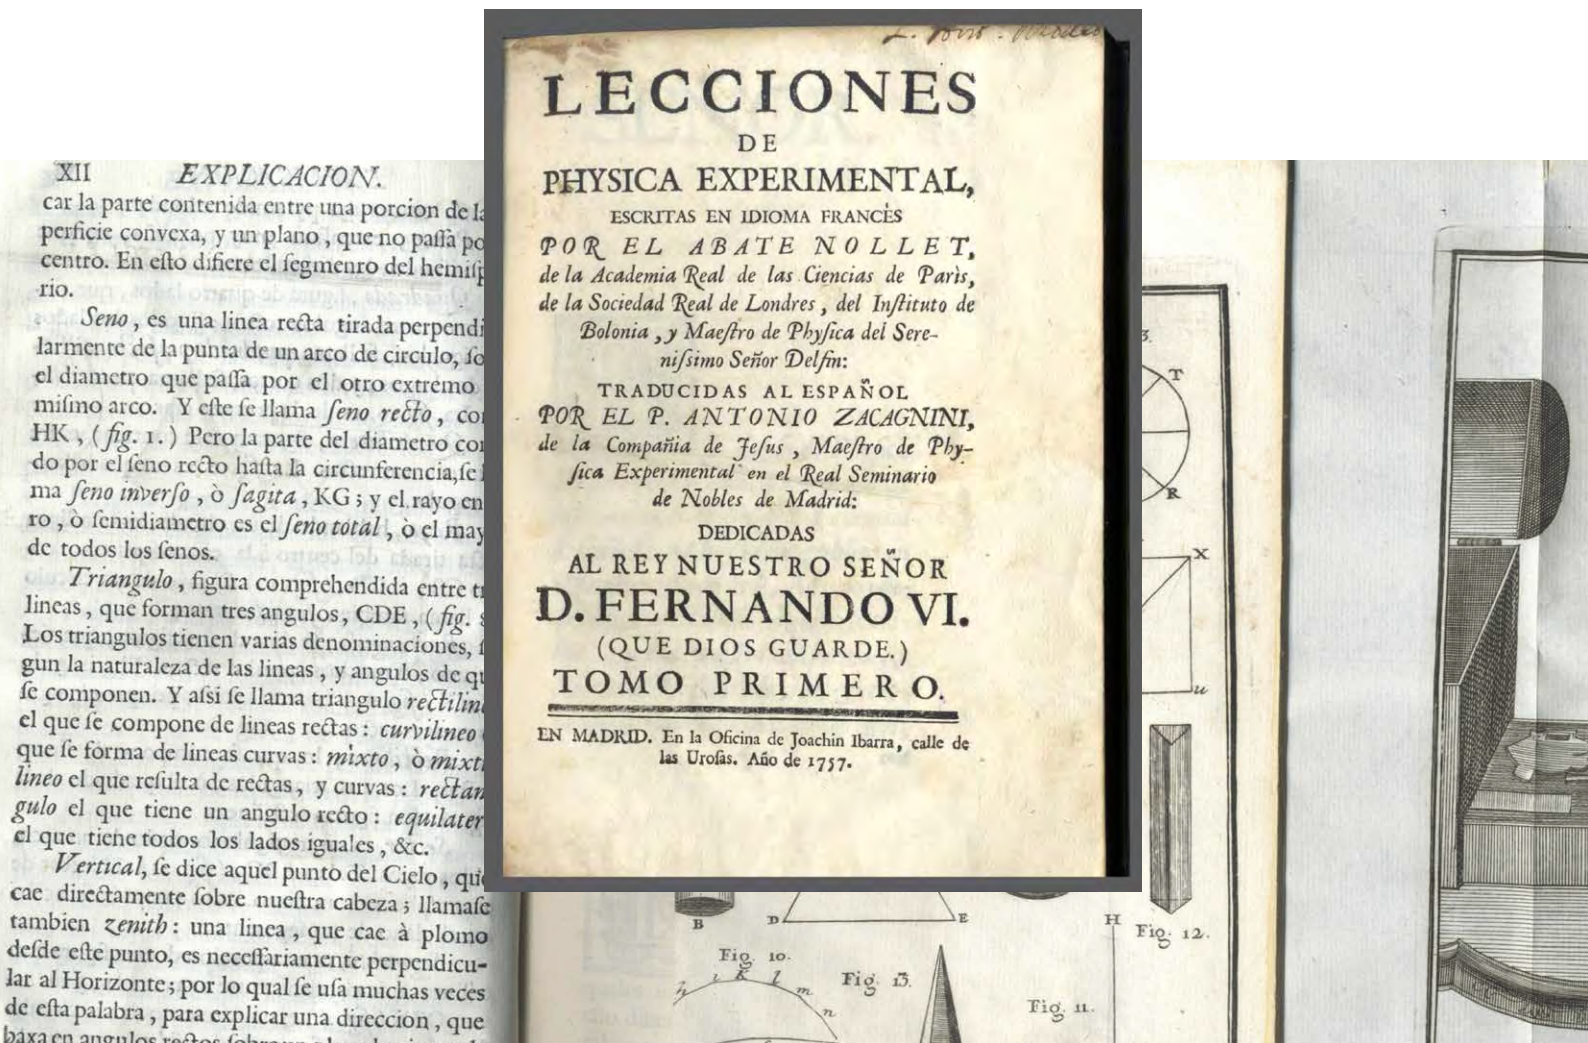 LECCIONES
DE
PHYSICA EXPERIMENTAL,
ESCRITAS EN IDIOMA FRANCÈS
POR EL ABATE NOLLET,
de la Academia Real de las Ciencias de Parìs,
de la Sociedad Real de Londres, del Inſtituto de
Bolonia, y Maeſtro de Phyſica del Sere-
niſsimo Señor Delfin:
TRADUCIDAS AL ESPAÑOL
POR EL P. ANTONIO ZACAGNINI,
de la Compañia de Jeſus, Maeſtro de Phy-
ſica Experimental en el Real Seminario
de Nobles de Madrid:
DEDICADAS
AL REY NUESTRO SEÑOR
D. FERNANDO VI.
(QUE DIOS GUARDE.)
TOMO PRIMERO.
EN MADRID. En la Oficina de Joachin Ibarra, calle de
las Uroſas. Año de 1757.
XII EXPLICACION.
car la parte contenida entre una porcion de
perficie convexa, y un plano, que no paſſa
centro. En eſto difiere el ſegmenro del
rio.
Seno, es una linea recta tirada perpendi
larmente de la punta de un arco de circulo,
el diametro que paſſa por el otro extremo
miſmo arco. Y eſte ſe llama ſeno recto,
HK, (fig. 1.) Pero la parte del diametro
do por el ſeno recto haſta la circunferencia, ſe
ma ſeno inverſo, ò ſagita, KG; y el rayo en
ro, ò ſemidiametro es el ſeno total, ò el may
de todos los ſenos.
Triangulo, figura comprehendida entre
lineas, que forman tres angulos, CDE, (fig.
Los triangulos tienen varias denominaciones,
gun la naturaleza de las lineas, y angulos de
ſe componen. Y aſsi ſe llama triangulo
el que ſe compone de lineas rectas: curvilineo
que ſe forma de lineas curvas: mixto, ò
lineo el que reſulta de rectas, y curvas: rectan
gulo el que tiene un angulo recto: equilater
el que tiene todos los lados iguales, &c.
Vertical, ſe dice aquel punto del Cielo, que
cae directamente ſobre nueſtra cabeza; llamaſe
tambien zenith: una linea, que cae à plomo
deſde eſte punto, es neceſſariamente perpendicu-
lar al Horizonte; por lo qual ſe uſa muchas veces
de eſta palabra, para explicar una direccion, que
baxa en angulos rectos
T
R
X
u
B
D
E
H
Fig. 12.
Fig. 10.
h i K l m n
Fig. 13.
Fig. 11.